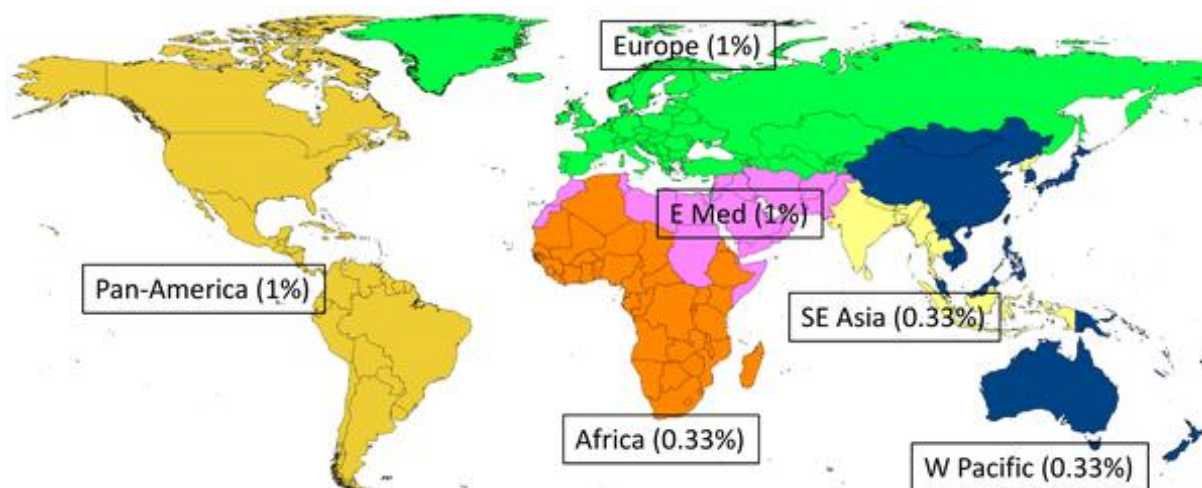 Europe (1%)
E Med (1%)
Pan-America (1%)
SE Asia (0.33%)
Africa (0.33%)
W Pacific (0.33%)